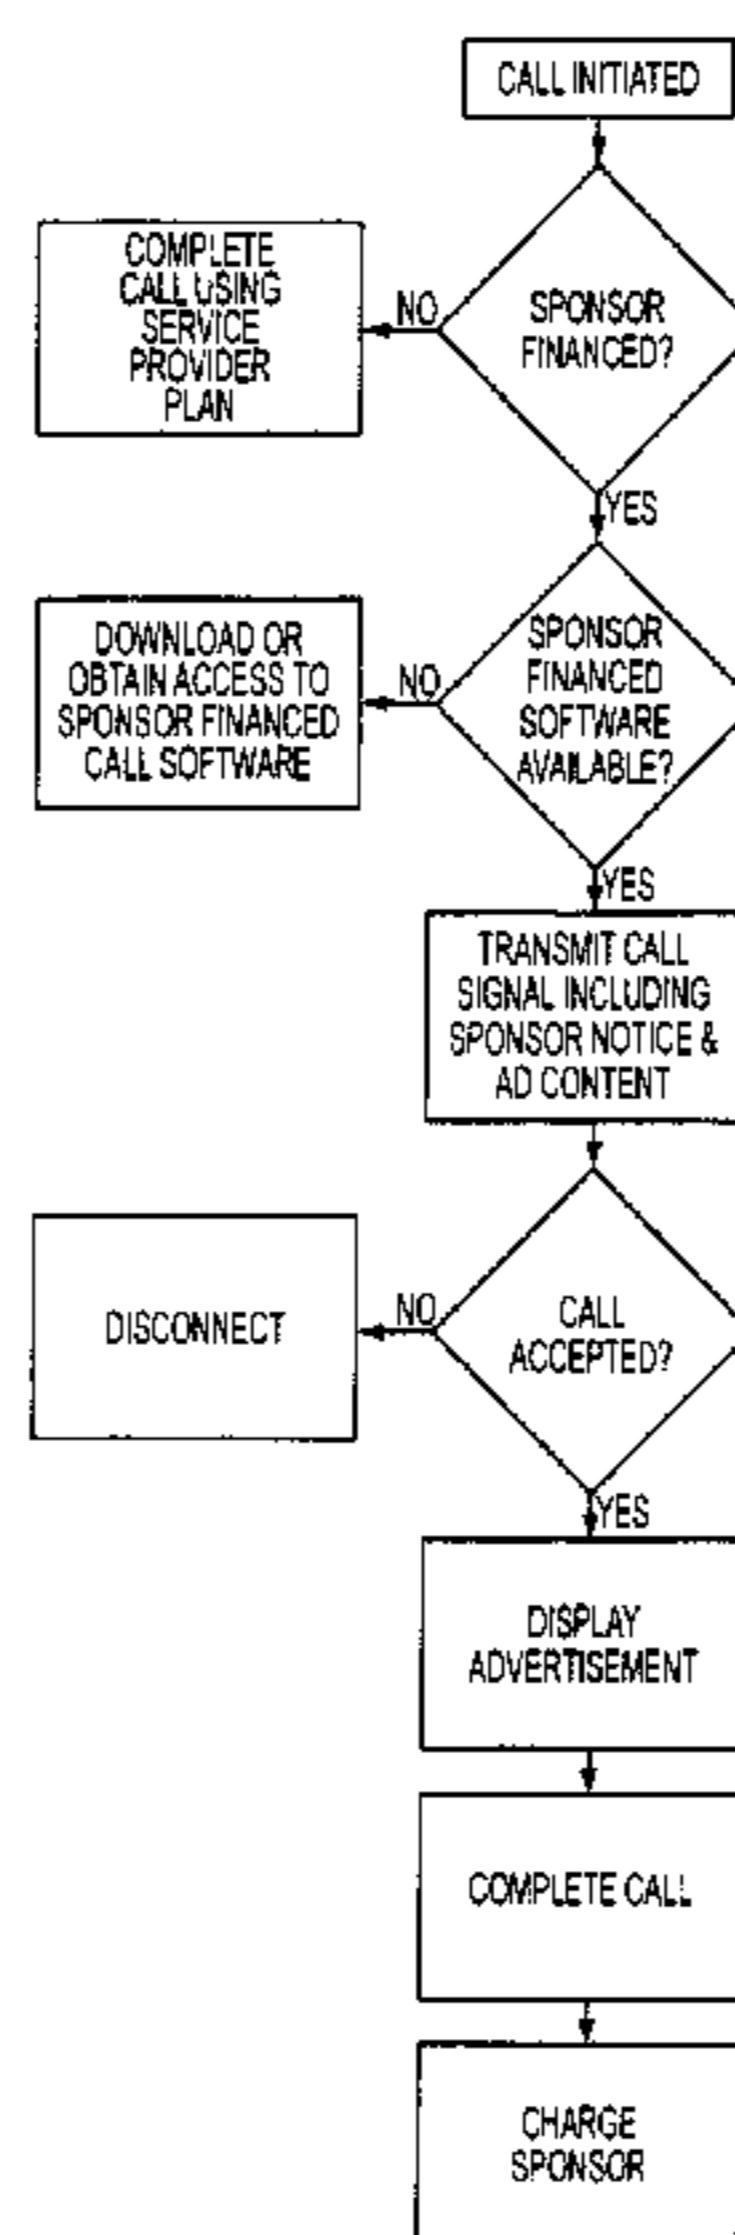 CALL INITIATED
SPONSOR
FINANCED?
NO
COMPLETE
CALL USING
SERVICE
PROVIDER
PLAN
YES
SPONSOR
FINANCED
SOFTWARE
AVAILABLE?
NO
DOWNLOAD OR
OBTAIN ACCESS TO
SPONSOR FINANCED
CALL SOFTWARE
YES
TRANSMIT CALL
SIGNAL INCLUDING
SPONSOR NOTICE &
AD CONTENT
CALL
ACCEPTED?
NO
DISCONNECT
YES
DISPLAY
ADVERTISEMENT
COMPLETE CALL
CHARGE
SPONSOR